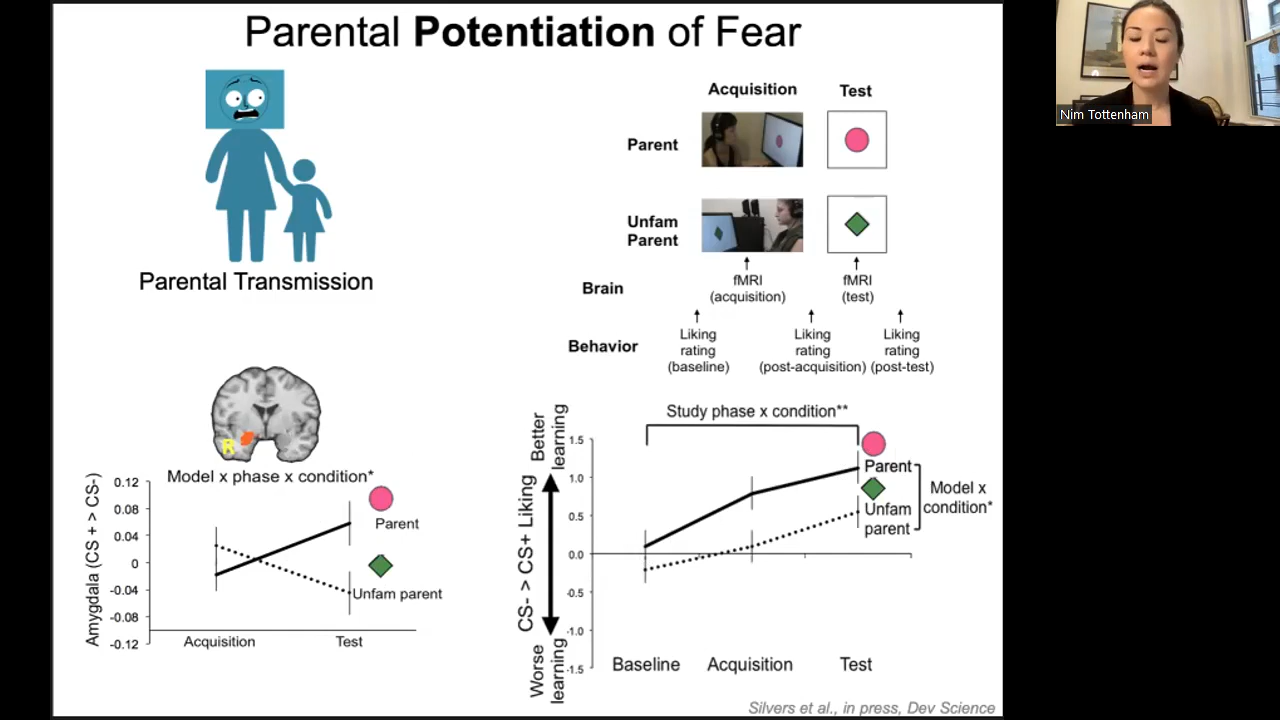 Parental Potentiation of Fear
Nim Tottenham
Parental Transmission
Acquisition Test
Parent
Unfam
Parent
Brain
fMRI
(acquisition)
fMRI
(test)
Behavior
Liking
rating
(baseline)
Liking
rating
(post-acquisition)
Liking
rating
(post-test)
R
Model x phase x condition*
Amygdala (CS + > CS-)
0.12
0.08
0.04
0
-0.04
-0.08
-0.12
Parent
Unfam parent
Acquisition Test
Study phase x condition**
Better
learning
CS- > CS+ Liking
Worse
learning
1.5
1.0
0.5
0.0
-0.5
-1.0
-1.5
Parent
Unfam
parent
Model x
condition*
Baseline Acquisition Test
Silvers et al., in press, Dev Science